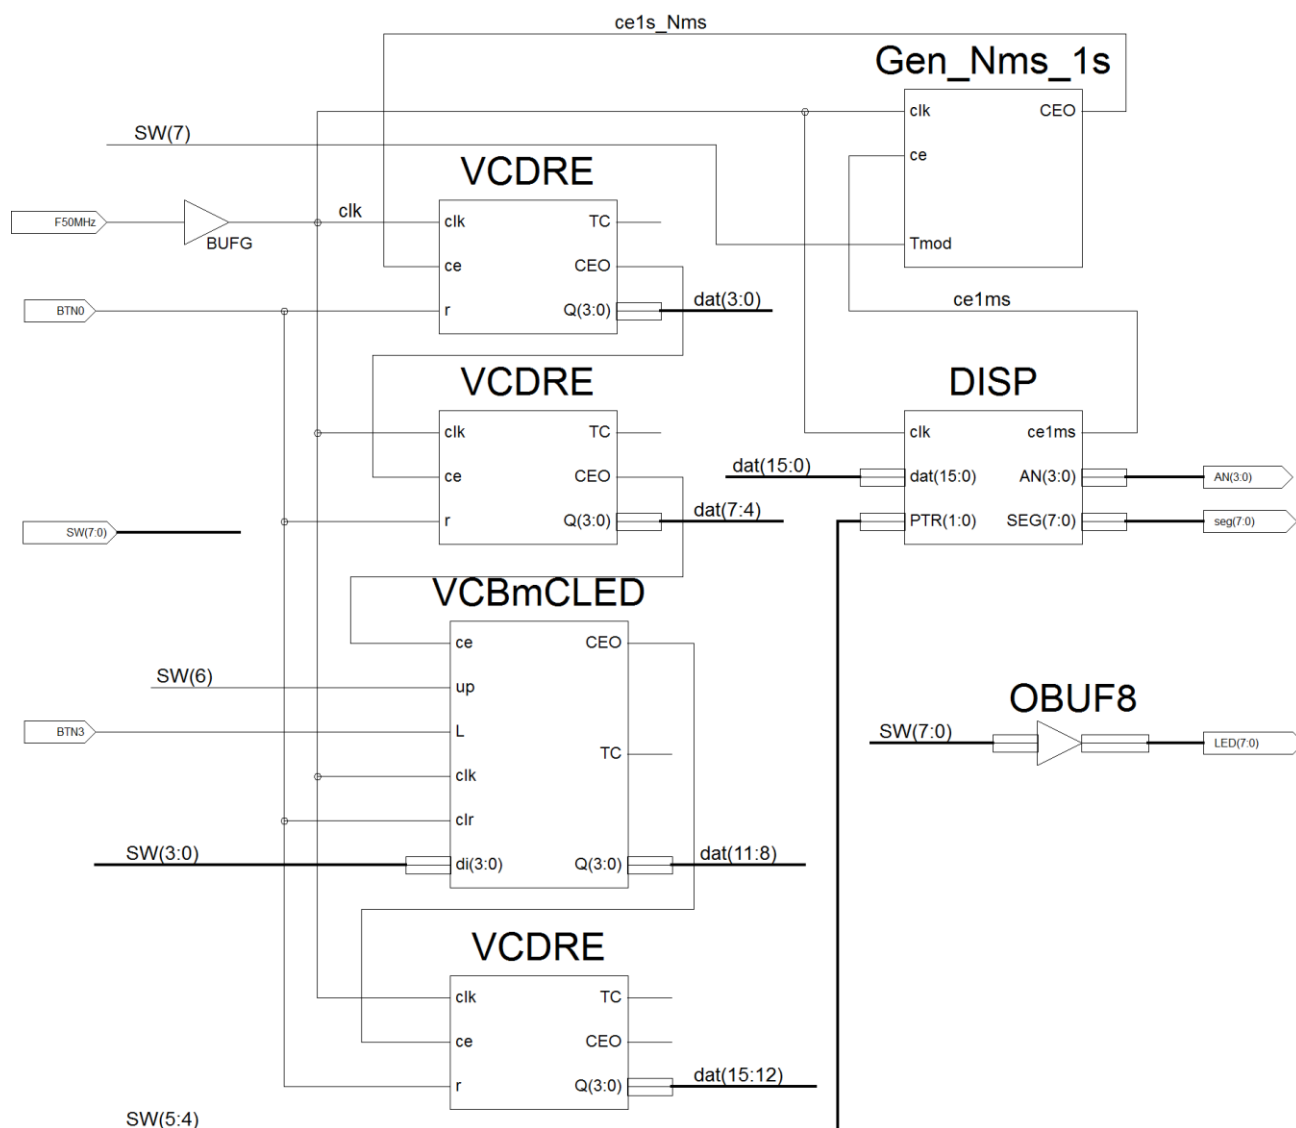 ce1s_Nms
Gen_Nms_1s
clk
CEO
ce
Tmod
SW(7)
VCDRE
F50MHz
BUFG
clk
clk
TC
ce
CEO
BTN0
r
Q(3:0)
dat(3:0)
ce1ms
VCDRE
clk
TC
ce
CEO
SW(7:0)
r
Q(3:0)
dat(7:4)
DISP
clk
ce1ms
dat(15:0)
dat(15:0)
AN(3:0)
AN(3:0)
PTR(1:0)
SEG(7:0)
seg(7:0)
VCBmCLED
ce
CEO
SW(6)
up
BTN3
L
TC
clk
clr
SW(3:0)
di(3:0)
Q(3:0)
dat(11:8)
OBUF8
SW(7:0)
LED(7:0)
VCDRE
clk
TC
ce
CEO
r
Q(3:0)
dat(15:12)
SW(5:4)